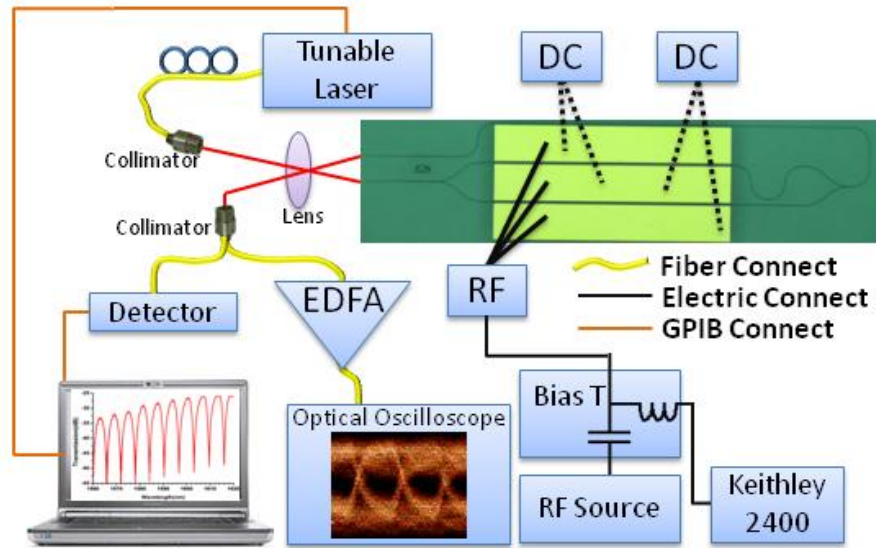 Tunable
Laser
DC
DC
Collimator
Lens
Collimator
Detector
EDFA
RF
Fiber Connect
Electric Connect
GPIB Connect
Optical Oscilloscope
Bias T
RF Source
Keithley
2400